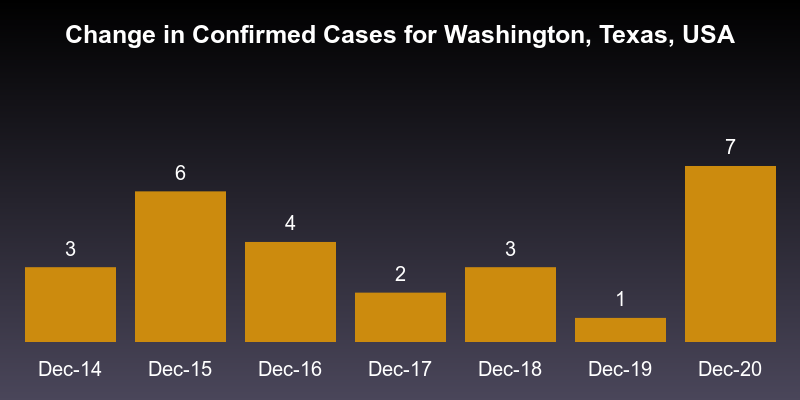 Change in Confirmed Cases for Washington, Texas, USA
3
6
4
2
3
1
7
Dec-14
Dec-15
Dec-16
Dec-17
Dec-18
Dec-19
Dec-20